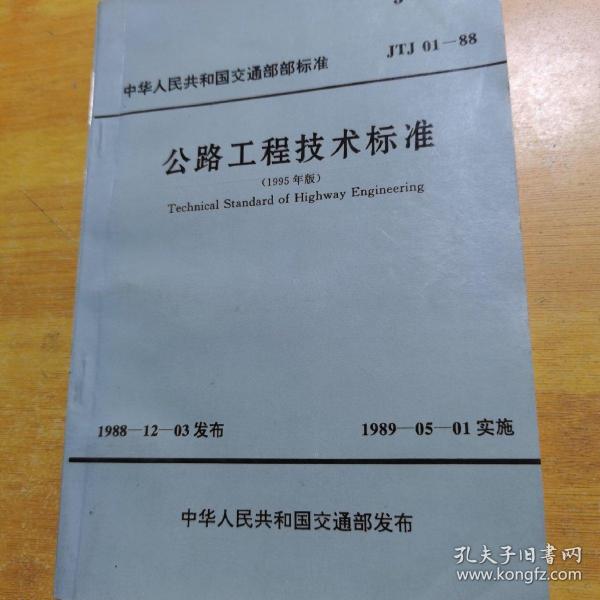 JTJ 01—88
中华人民共和国交通部部标准
公路工程技术标准
(1995年版)
Technical Standard of Highway Engineering
1988—12—03发布
1989—05—01实施
中华人民共和国交通部发布
孔夫子旧书网
www.kongfz.com